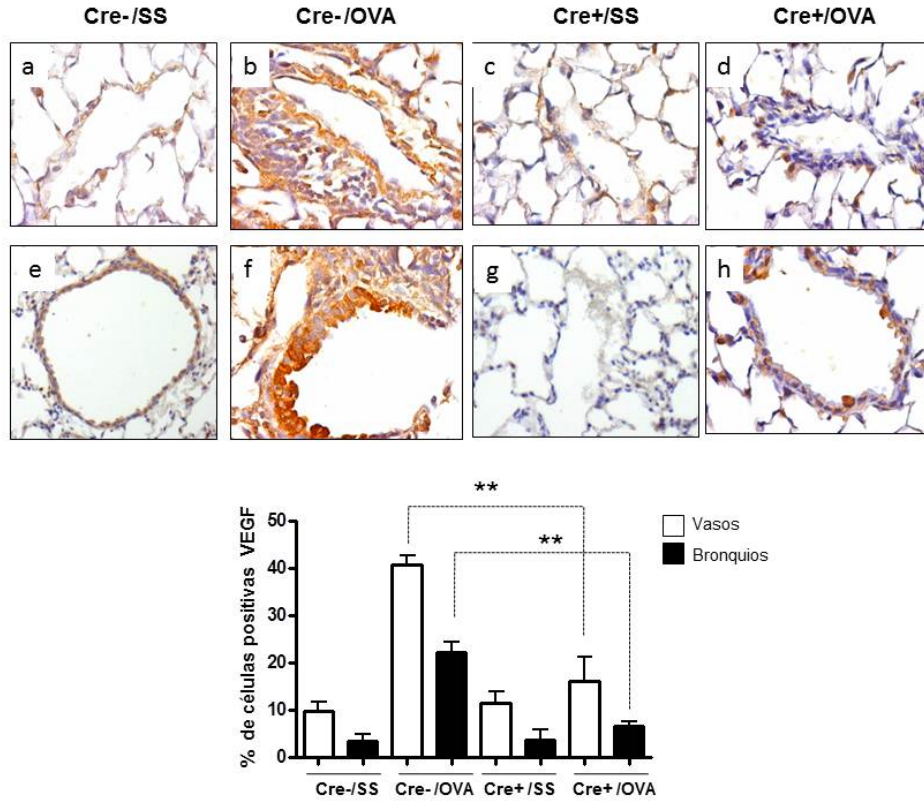 Cre-/SS Cre-/OVA Cre+/SS Cre+/OVA
a b c d
e f g h
** 
**
50
40
30
20
10
0
% de células positivas VEGF
Vasos
Bronquios
Cre-/SS Cre-/OVA Cre+/SS Cre+/OVA